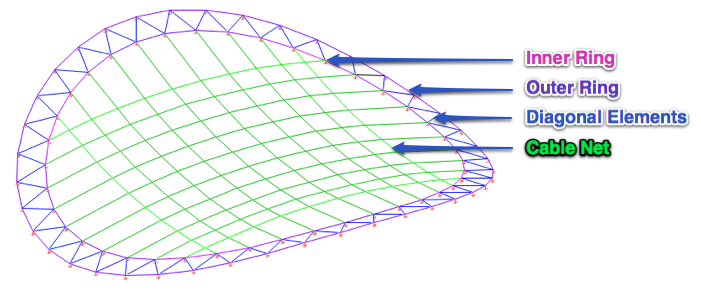 Inner Ring
Outer Ring
Diagonal Elements
Cable Net